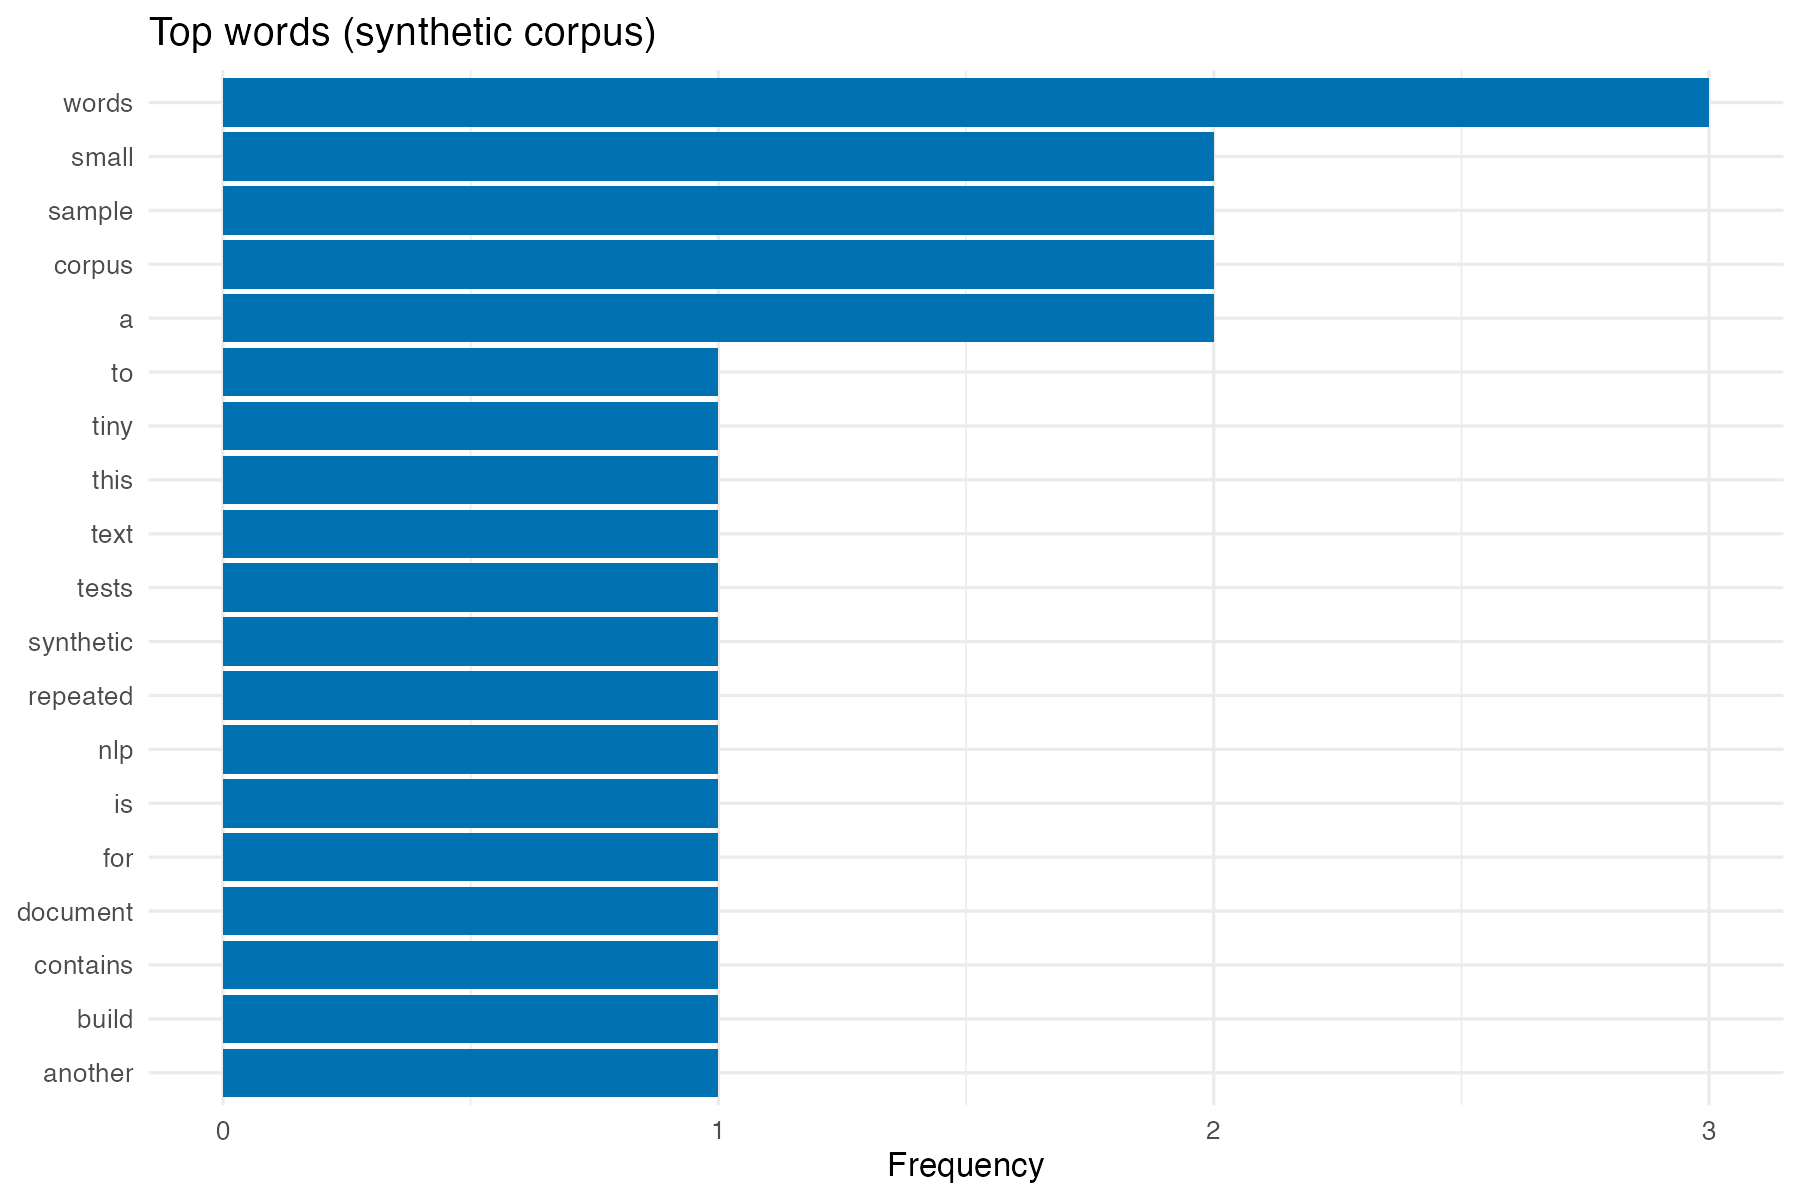 Top words (synthetic corpus)
words
small
sample
corpus
a
to
tiny
this
text
tests
synthetic
repeated
nlp
is
for
document
contains
build
another
0 1 2 3
Frequency